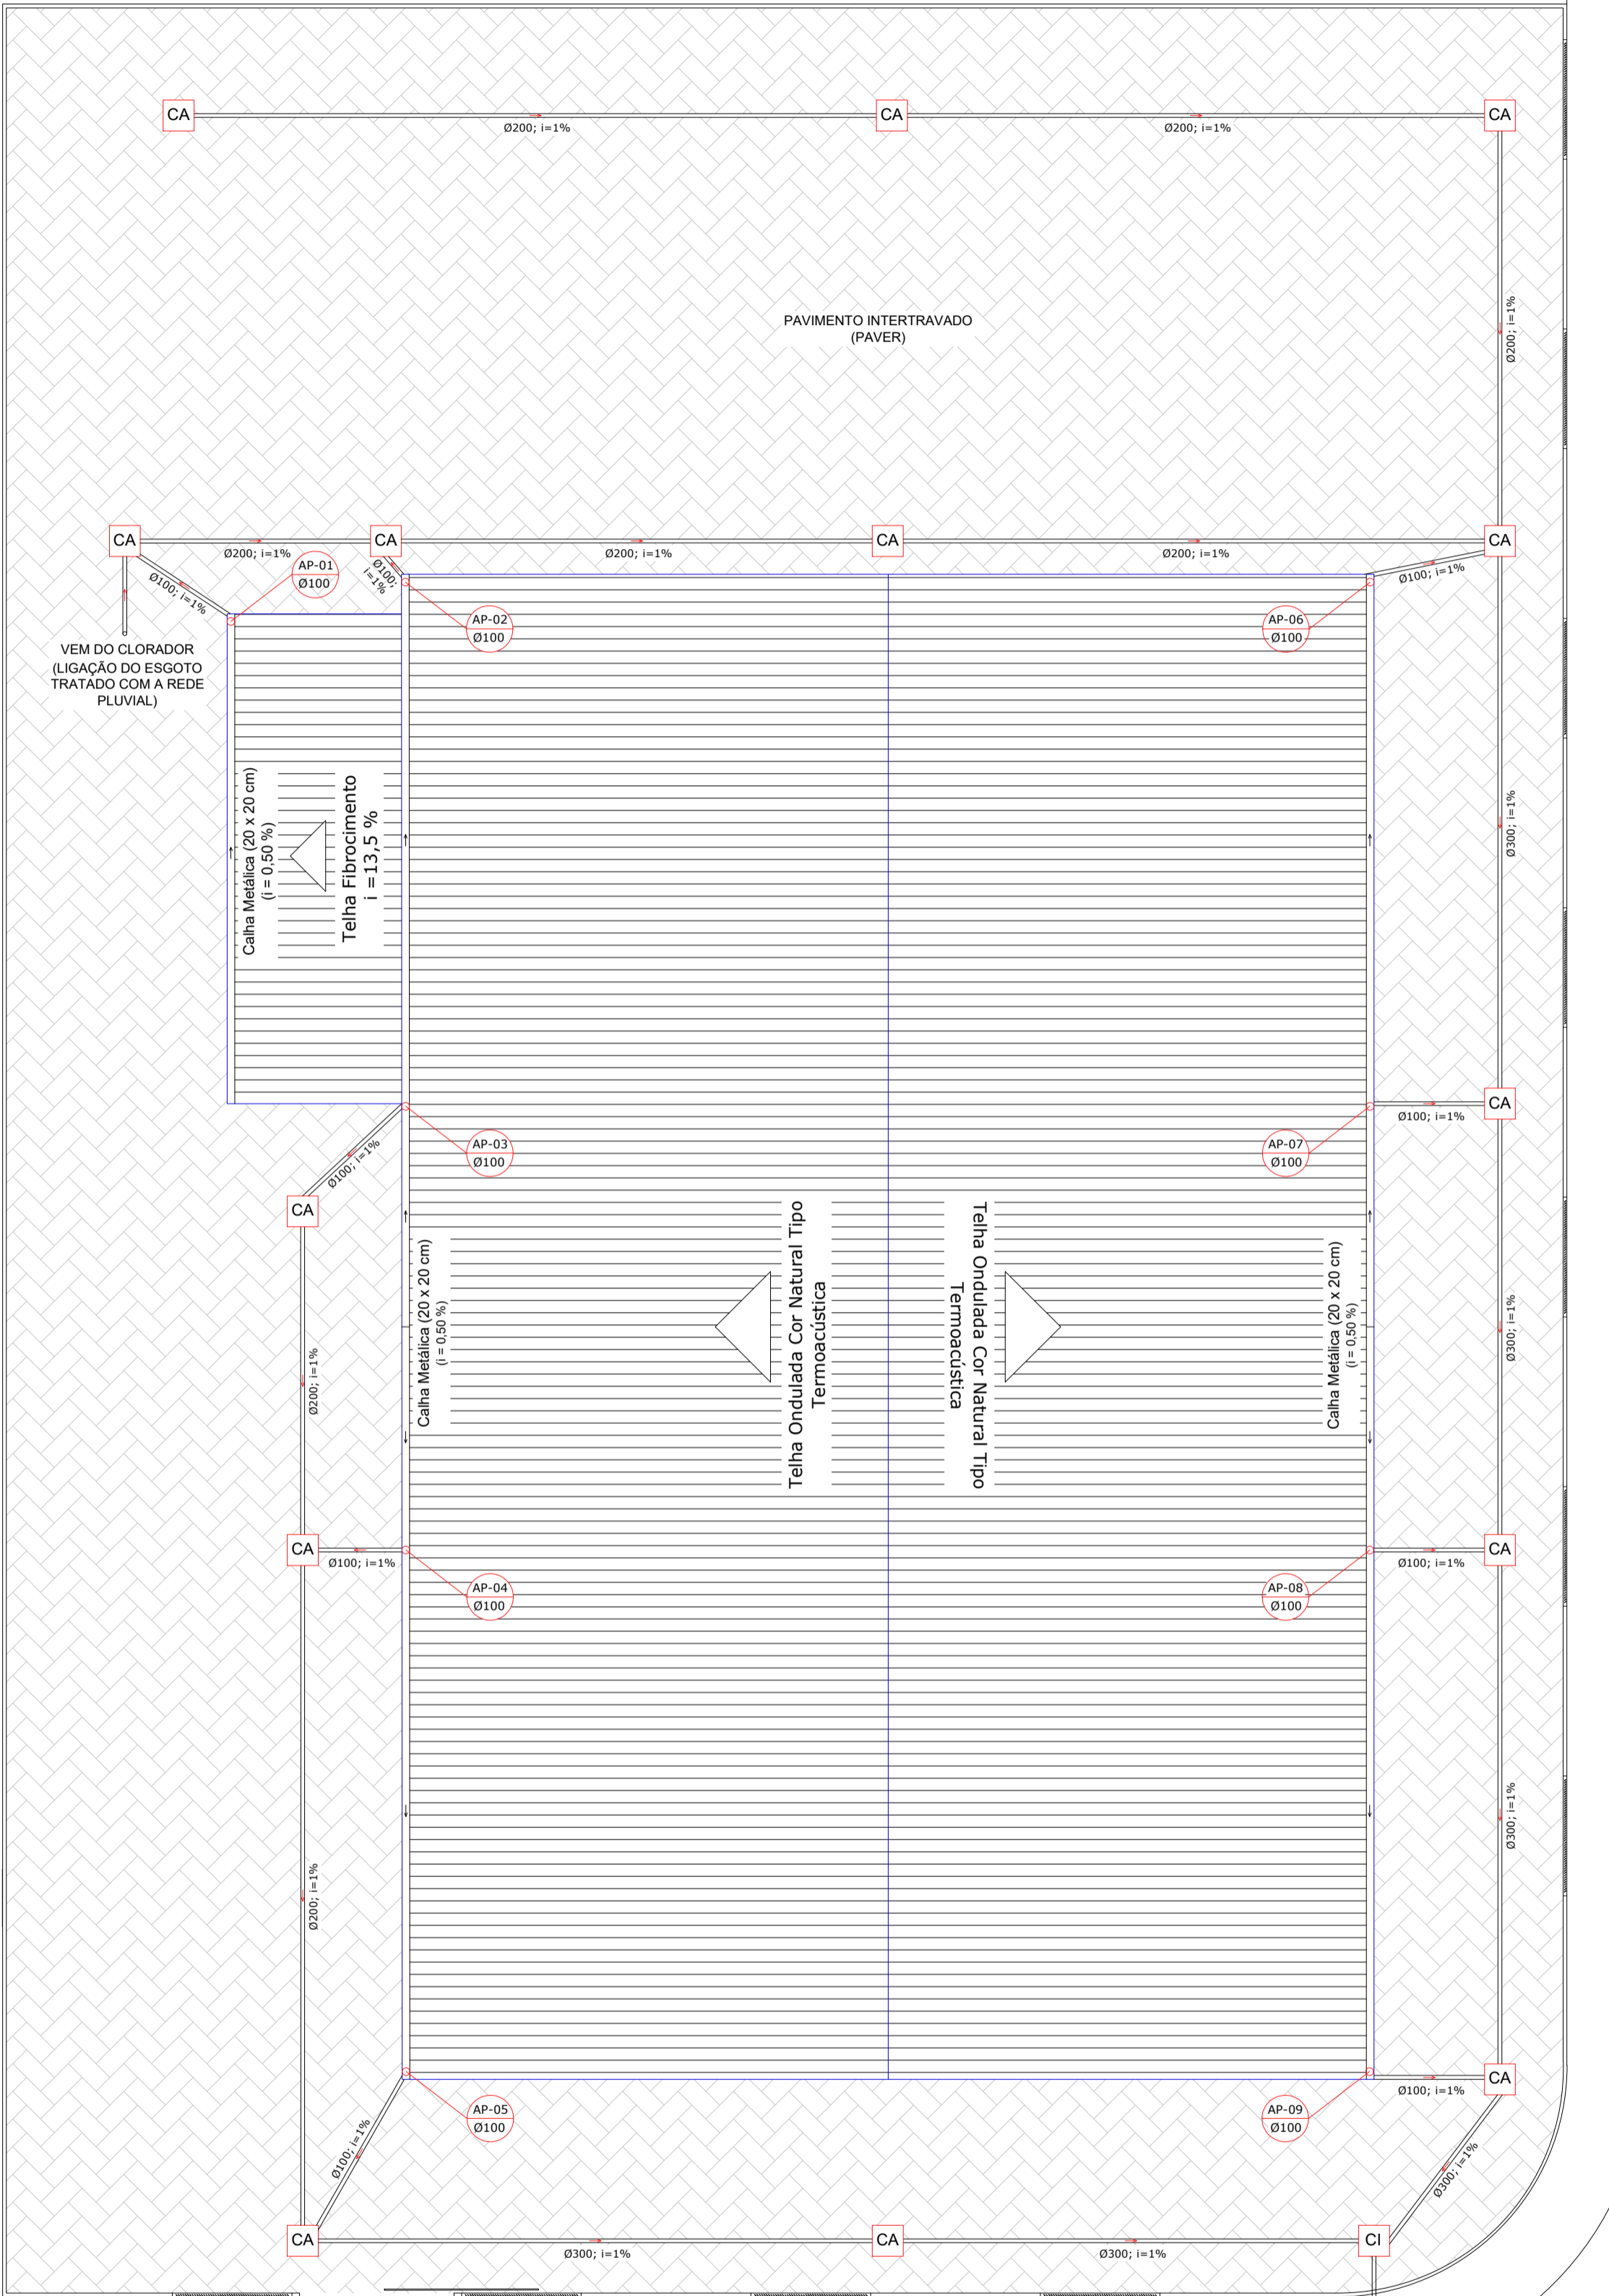 CA
CA
CA
Ø200; i=1%
Ø200; i=1%
Ø200; i=1%
PAVIMENTO INTERTRAVADO
(PAVER)
CA
CA
CA
CA
Ø200; i=1%
Ø200; i=1%
Ø200; i=1%
Ø100; i=1%
AP-01
Ø100
Ø100;
i=1%
Ø100; i=1%
AP-02
Ø100
AP-06
Ø100
VEM DO CLORADOR
(LIGAÇÃO DO ESGOTO
TRATADO COM A REDE
PLUVIAL)
Calha Metálica (20 x 20 cm)
(i = 0,50 %)
Telha Fibrocimento
i =13,5 %
Ø300; i=1%
CA
Ø100; i=1%
AP-03
Ø100
AP-07
Ø100
Ø100; i=1%
CA
Calha Metálica (20 x 20 cm)
(i = 0,50 %)
Telha Ondulada Cor Natural Tipo
Termoacústica
Telha Ondulada Cor Natural Tipo
Termoacústica
Calha Metálica (20 x 20 cm)
(i = 0,50 %)
Ø300; i=1%
Ø200; i=1%
CA
Ø100; i=1%
CA
Ø100; i=1%
AP-04
Ø100
AP-08
Ø100
Ø300; i=1%
Ø200; i=1%
CA
Ø100; i=1%
AP-05
Ø100
AP-09
Ø100
Ø100; i=1%
Ø300; i=1%
CA
CA
CI
Ø300; i=1%
Ø300; i=1%